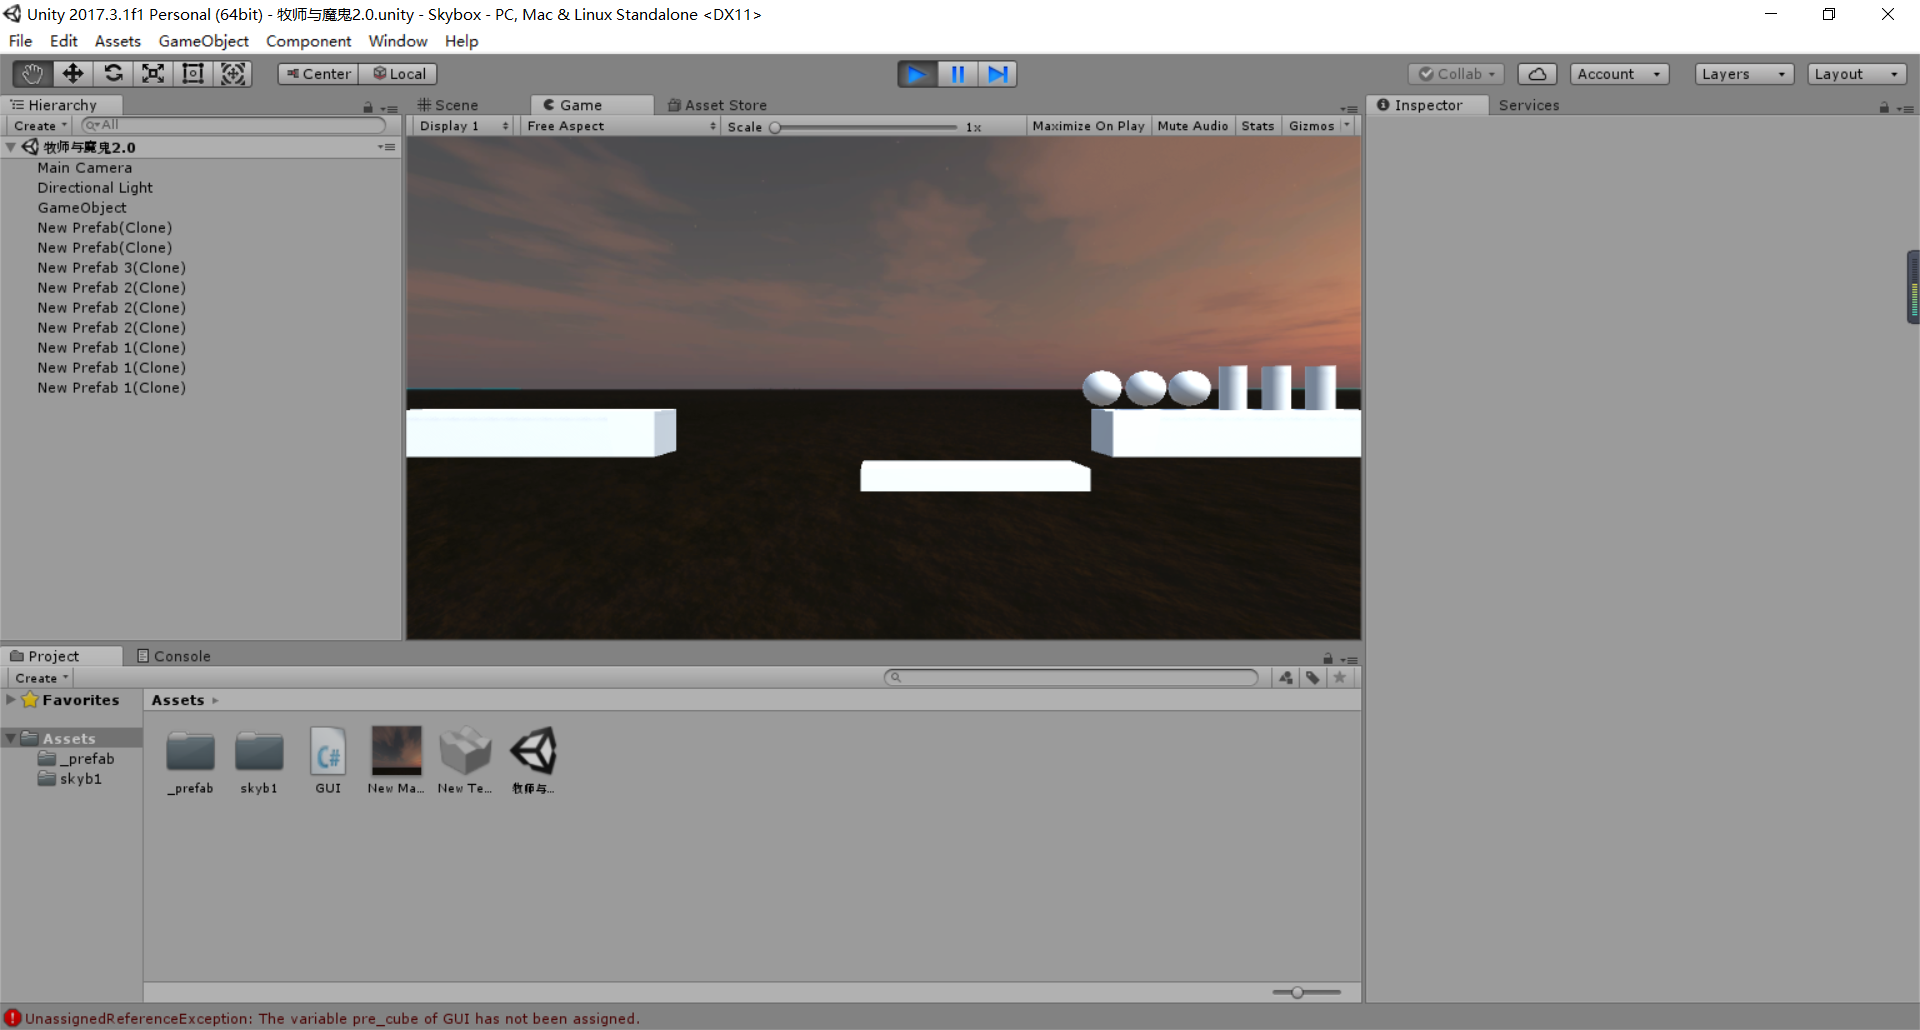 Unity 2017.3.1f1 Personal (64bit) - 牧师与魔鬼2.0.unity - Skybox - PC, Mac & Linux Standalone <DX11>
File Edit Assets GameObject Component Window Help
Center Local Collab Account Layers Layout
Hierarchy
Create All
牧师与魔鬼2.0
Main Camera
Directional Light
GameObject
New Prefab(Clone)
New Prefab(Clone)
New Prefab 3(Clone)
New Prefab 2(Clone)
New Prefab 2(Clone)
New Prefab 2(Clone)
New Prefab 1(Clone)
New Prefab 1(Clone)
New Prefab 1(Clone)
Scene Game Asset Store
Display 1 Free Aspect Scale 1x Maximize On Play Mute Audio Stats Gizmos
Inspector Services
Project Console
Create
Favorites
Assets
_prefab
skyb1
Assets
C#
_prefab skyb1 GUI New Ma... New Te... 牧师与...
UnassignedReferenceException: The variable pre_cube of GUI has not been assigned.